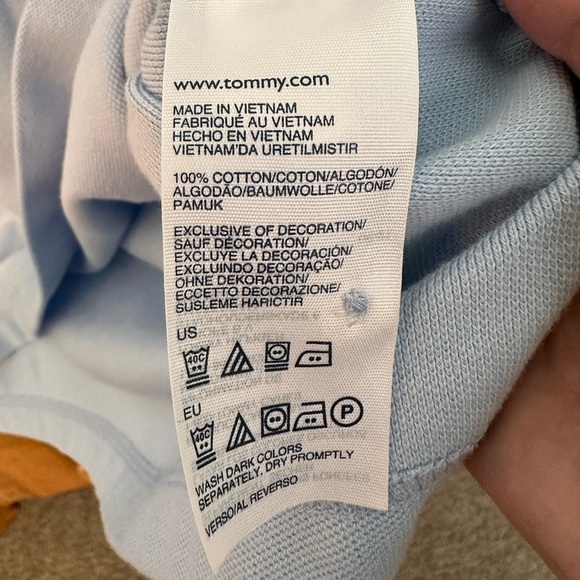 www.tommy.com
MADE IN VIETNAM
FABRIQUÉ AU VIETNAM
HECHO EN VIETNAM
VIETNAM'DA URETILMISTIR
100% COTTON/COTON/ALGODÓN/
ALGODÃO/BAUMWOLLE/COTONE/
PAMUK
EXCLUSIVE OF DECORATION/
SAUF DÉCORATION/
EXCLUYE LA DECORACIÓN/
EXCLUINDO DECORAÇÃO/
OHNE DEKORATION/
ECCETTO DECORAZIONE/
SUSLEME HARICTIR
US
40C
EU
40C P
WASH DARK COLORS
SEPARATELY, DRY PROMPTLY
VERSO/AL REVERSO